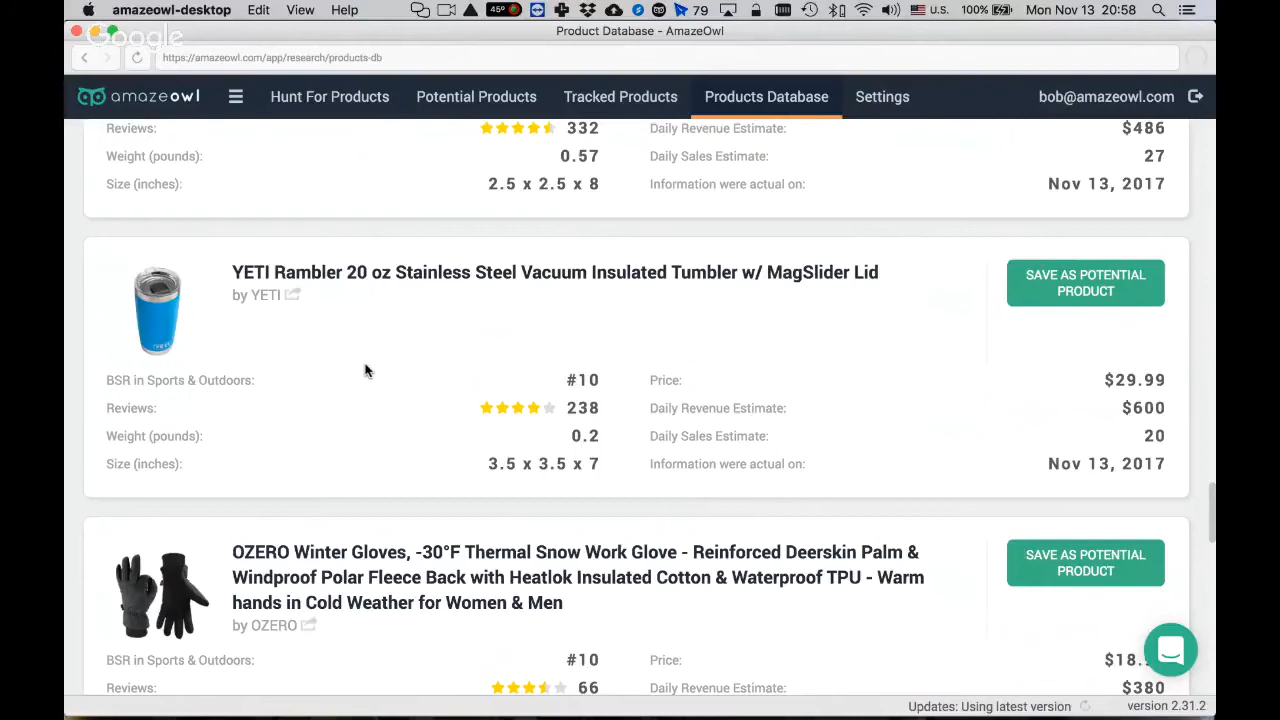 amazeowl-desktop Edit View Help 45° 79 U.S. 100% Mon Nov 13 20:58
Google
Product Database - AmazeOwl
https://amazeowl.com/app/research/products-db
amazeowl Hunt For Products Potential Products Tracked Products Products Database Settings bob@amazeowl.com
Reviews: 332 Daily Revenue Estimate: $486
Weight (pounds): 0.57 Daily Sales Estimate: 27
Size (inches): 2.5 x 2.5 x 8 Information were actual on: Nov 13, 2017
YETI Rambler 20 oz Stainless Steel Vacuum Insulated Tumbler w/ MagSlider Lid
by YETI
SAVE AS POTENTIAL
PRODUCT
YETI
BSR in Sports & Outdoors: #10 Price: $29.99
Reviews: 238 Daily Revenue Estimate: $600
Weight (pounds): 0.2 Daily Sales Estimate: 20
Size (inches): 3.5 x 3.5 x 7 Information were actual on: Nov 13, 2017
OZERO Winter Gloves, -30°F Thermal Snow Work Glove - Reinforced Deerskin Palm &
Windproof Polar Fleece Back with Heatlok Insulated Cotton & Waterproof TPU - Warm
hands in Cold Weather for Women & Men
by OZERO
SAVE AS POTENTIAL
PRODUCT
BSR in Sports & Outdoors: #10 Price: $18.
Reviews: 66 Daily Revenue Estimate: $380
Updates: Using latest version version 2.31.2